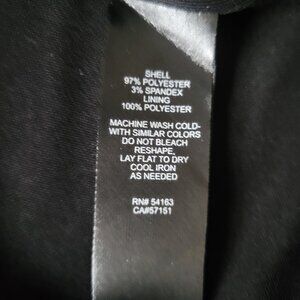 SHELL
97% POLYESTER
3% SPANDEX
LINING
100% POLYESTER
MACHINE WASH COLD-
WITH SIMILAR COLORS
DO NOT BLEACH
RESHAPE,
LAY FLAT TO DRY
COOL IRON
AS NEEDED
RN# 54163
CA#57151